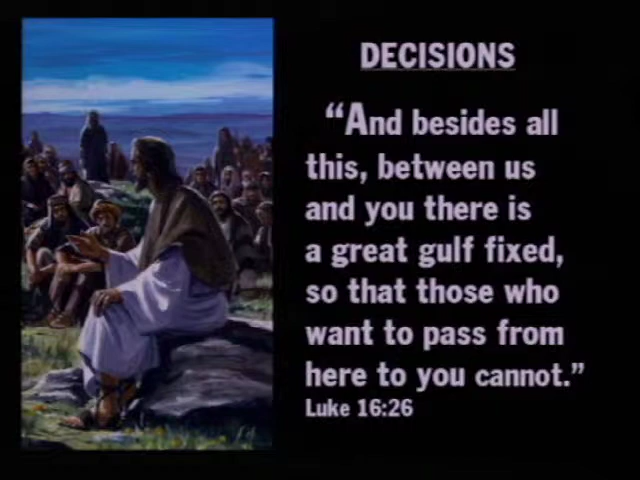 DECISIONS
“And besides all
this, between us
and you there is
a great gulf fixed,
so that those who
want to pass from
here to you cannot.”
Luke 16:26